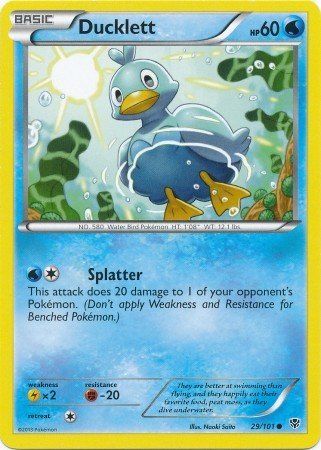 BASIC
Ducklett
HP60
NO. 580 Water Bird Pokémon HT: 1'08" WT: 12.1 lbs.
Splatter
This attack does 20 damage to 1 of your opponent's
Pokémon. (Don't apply Weakness and Resistance for
Benched Pokémon.)
weakness
×2
resistance
-20
retreat
They are better at swimming than
flying, and they happily eat their
favorite food, peat moss, as they
dive underwater.
Illus. Naoki Saito
29/101
©2013 Pokémon